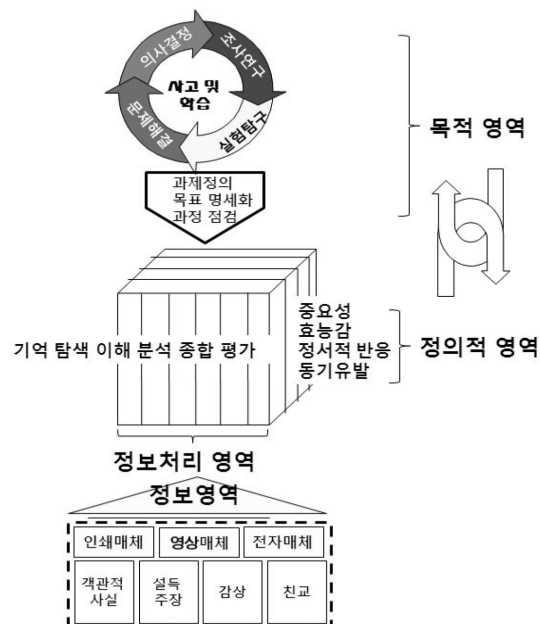 의사결정
조사연구
사고 및
학습
문제해결
실험탐구
목적 영역
과제정의
목표 명세화
과정 점검
중요성
효능감
정서적 반응
동기유발
기억 탐색 이해 분석 종합 평가
정의적 영역
정보처리 영역
정보영역
인쇄매체
영상매체
전자매체
객관적
사실
설득
주장
감상
친교